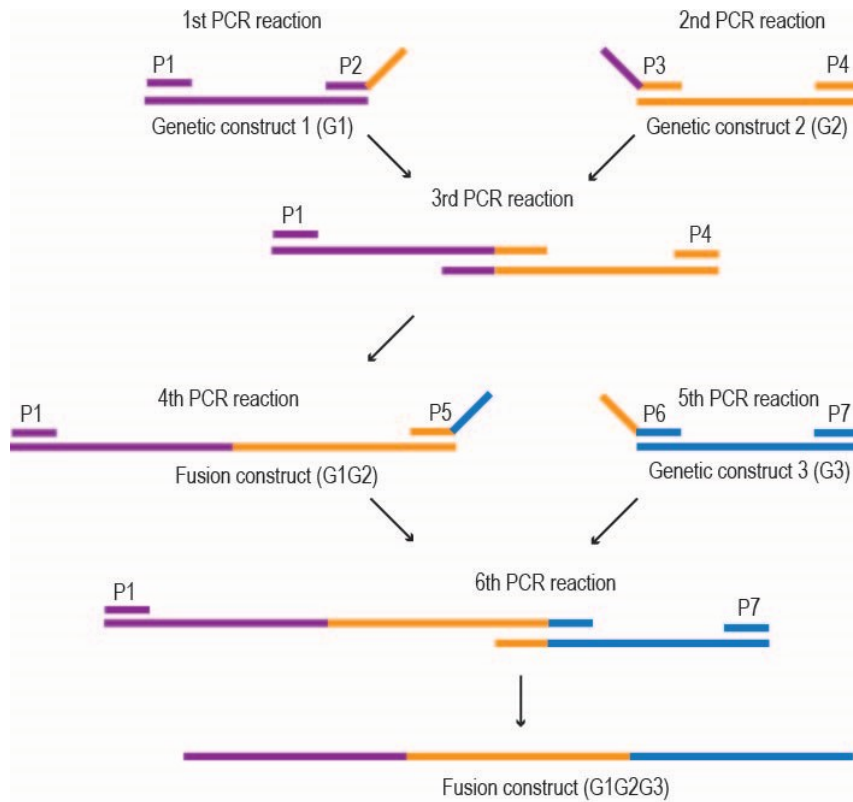 1st PCR reaction
2nd PCR reaction
P1
P2
P3
P4
Genetic construct 1 (G1)
Genetic construct 2 (G2)
3rd PCR reaction
P1
P4
4th PCR reaction
5th PCR reaction
P1
P5
P6
P7
Fusion construct (G1G2)
Genetic construct 3 (G3)
6th PCR reaction
P1
P7
Fusion construct (G1G2G3)